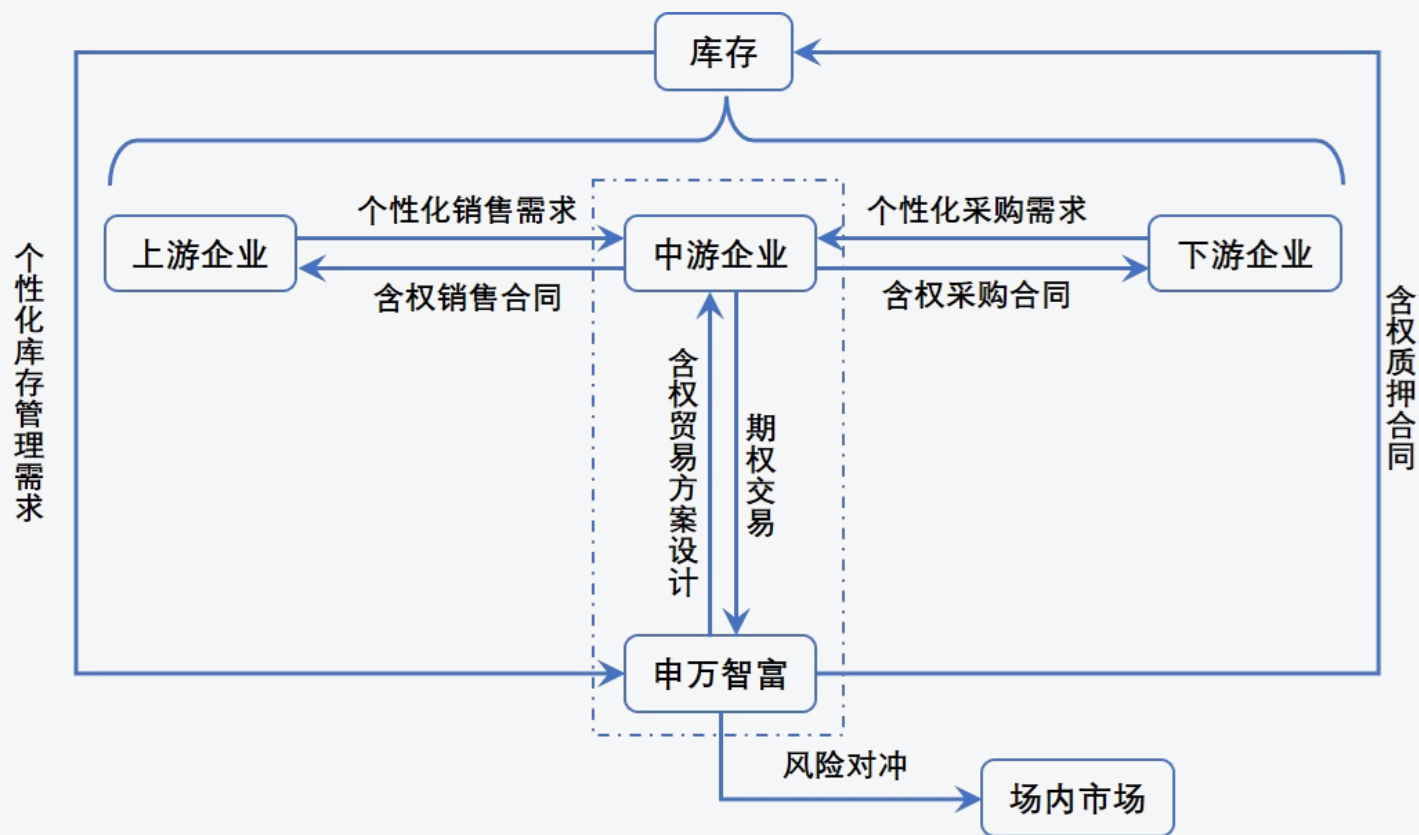 库存
个性化销售需求
个性化采购需求
上游企业
中游企业
下游企业
含权销售合同
含权采购合同
个性化库存管理需求
含权贸易方案设计
期权交易
含权质押合同
申万智富
风险对冲
场内市场